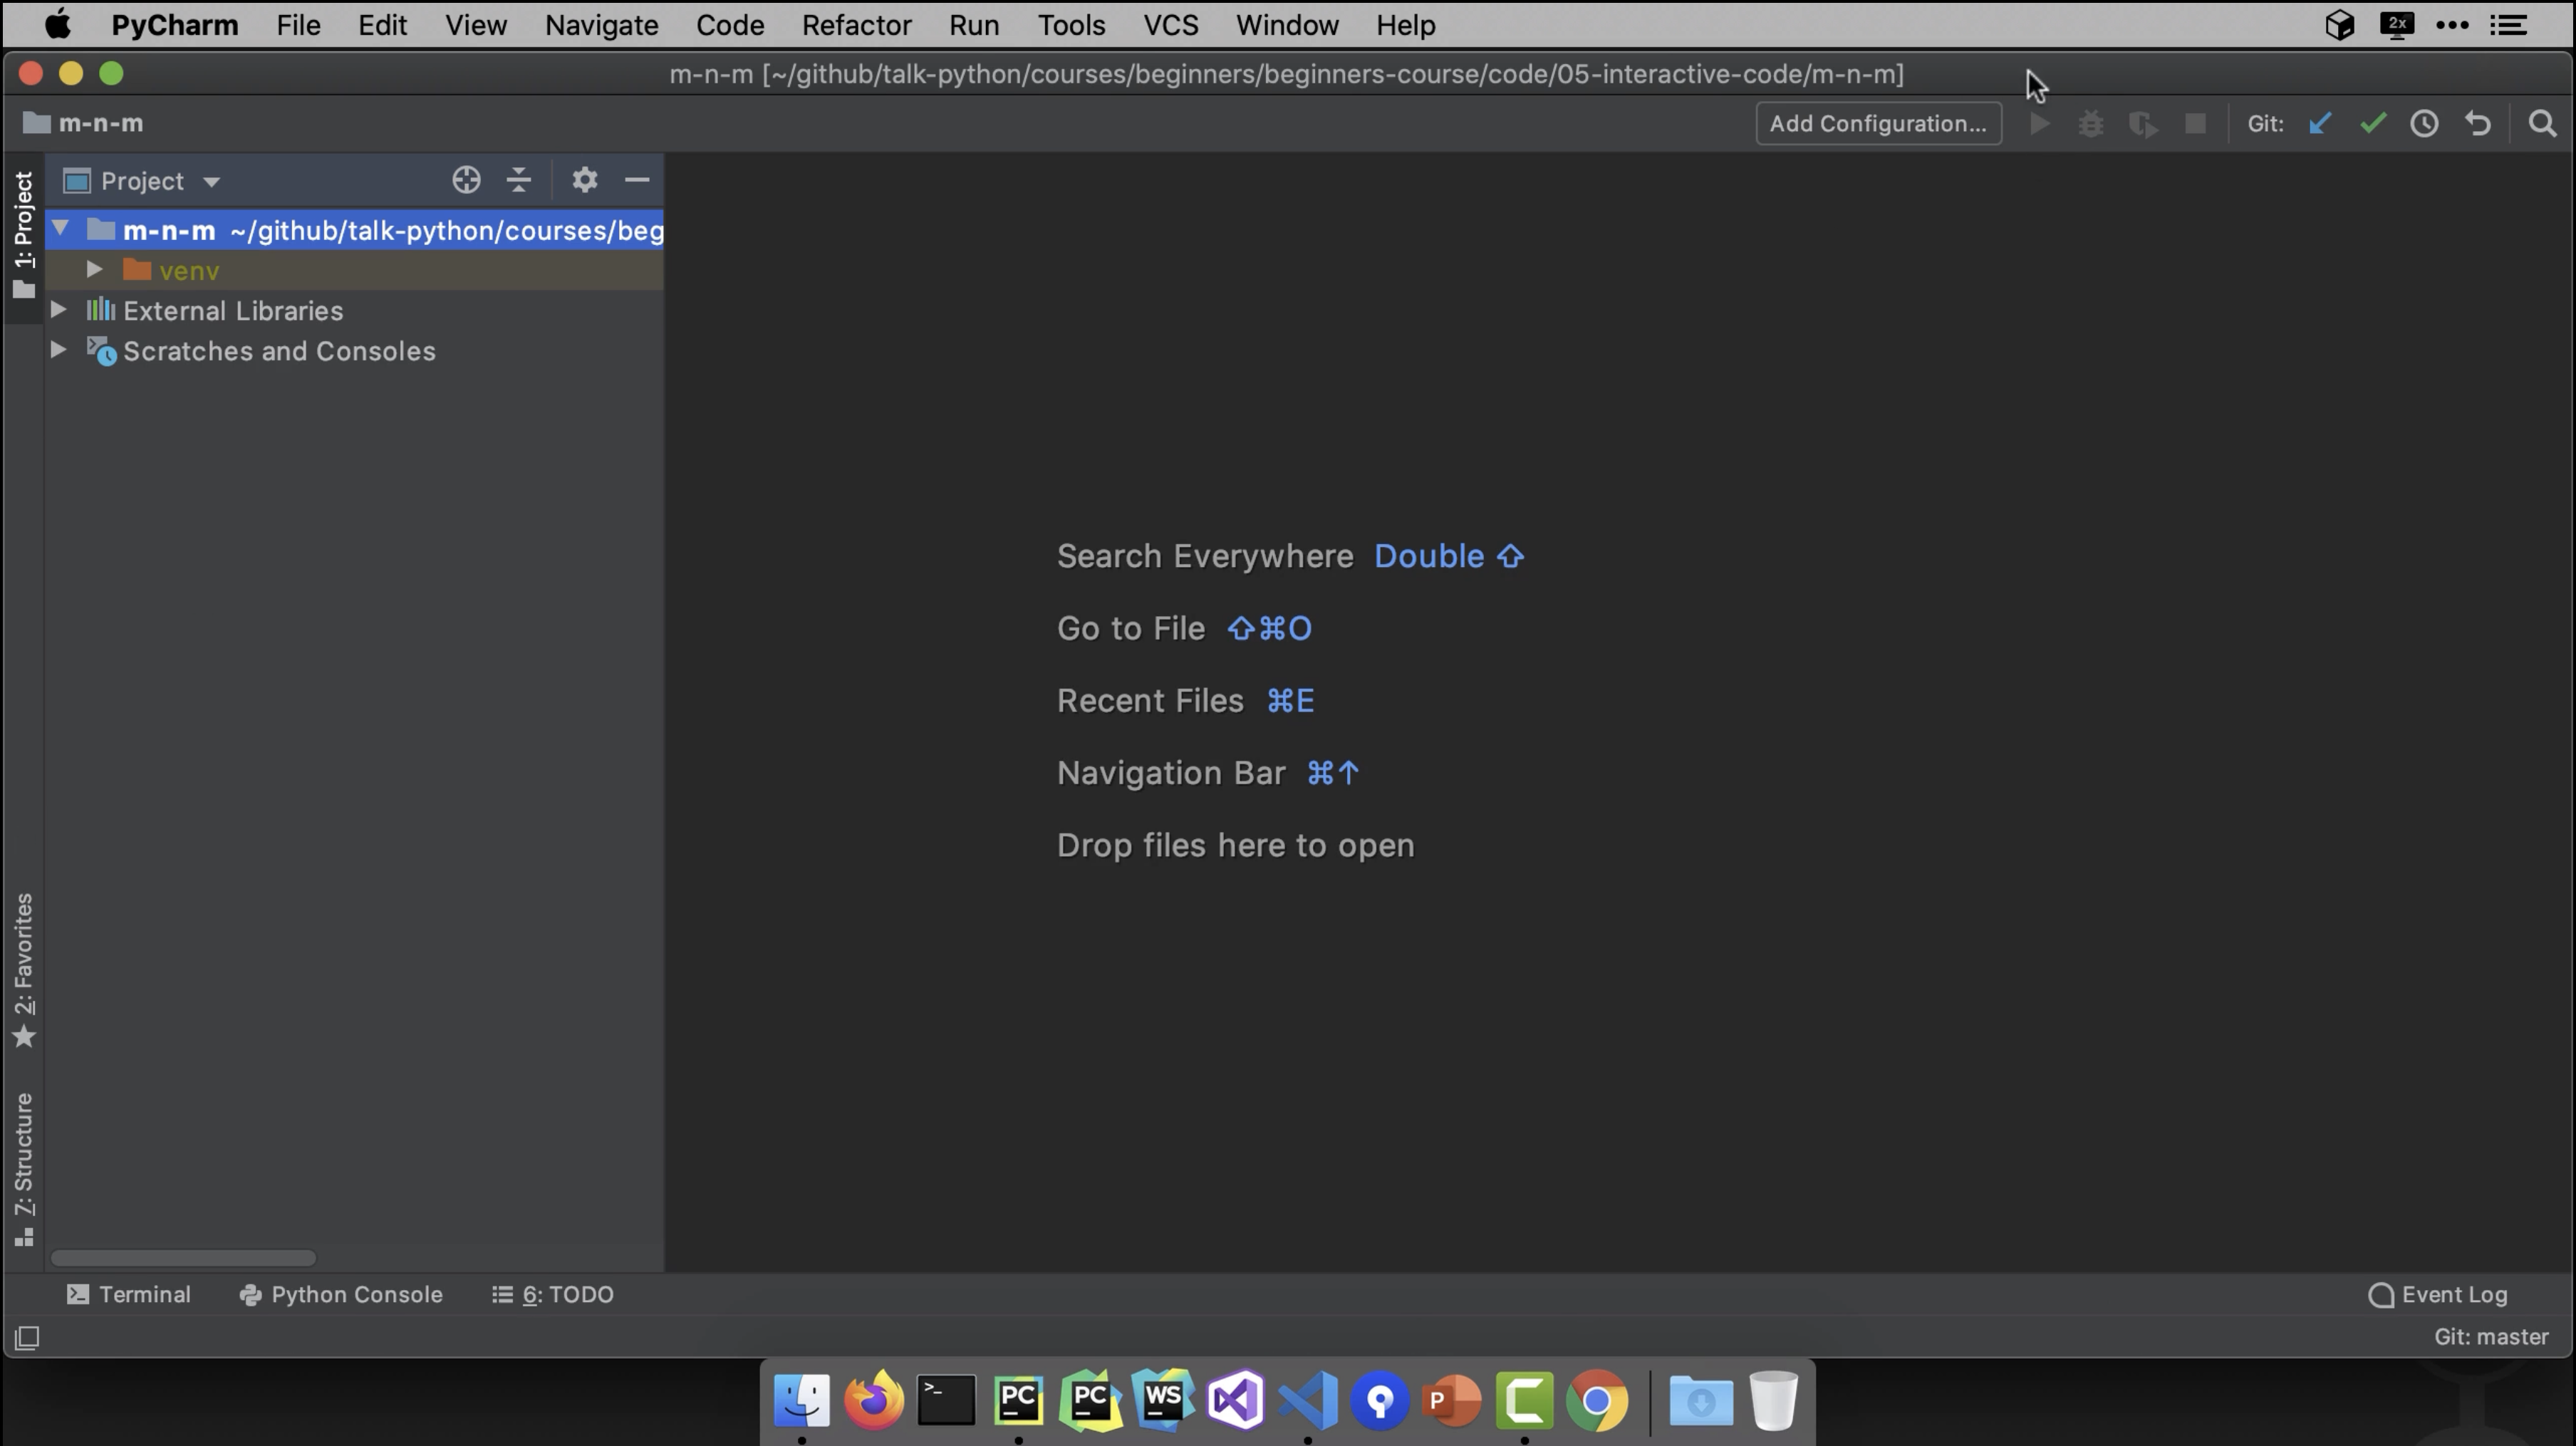 PyCharm File Edit View Navigate Code Refactor Run Tools VCS Window Help
2x
m-n-m [~/github/talk-python/courses/beginners/beginners-course/code/05-interactive-code/m-n-m]
m-n-m
Add Configuration...
Git:
1: Project
Project
m-n-m ~/github/talk-python/courses/beg
venv
External Libraries
Scratches and Consoles
Search Everywhere Double ⇧
Go to File ⇧⌘O
Recent Files ⌘E
Navigation Bar ⌘↑
Drop files here to open
2: Favorites
7: Structure
Terminal
Python Console
6: TODO
Event Log
Git: master
>_
PC
PC
WS
P
C